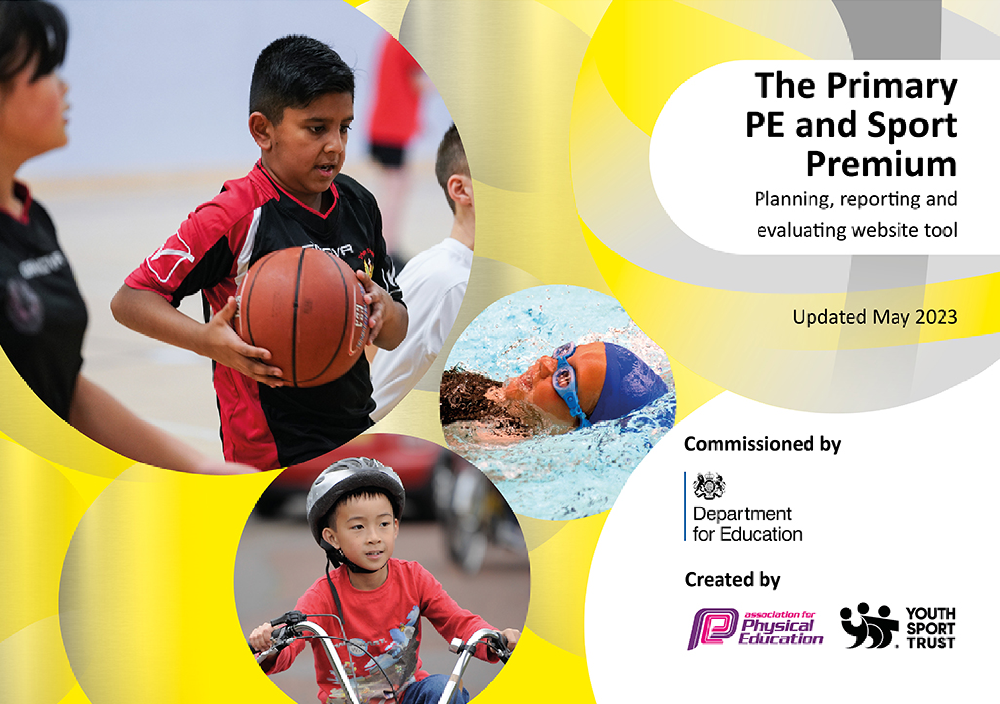 The Primary
PE and Sport
Premium
Planning, reporting and
evaluating website tool
Updated May 2023
Commissioned by
Department
for Education
Created by
association for
Physical
Education
YOUTH
SPORT
TRUST